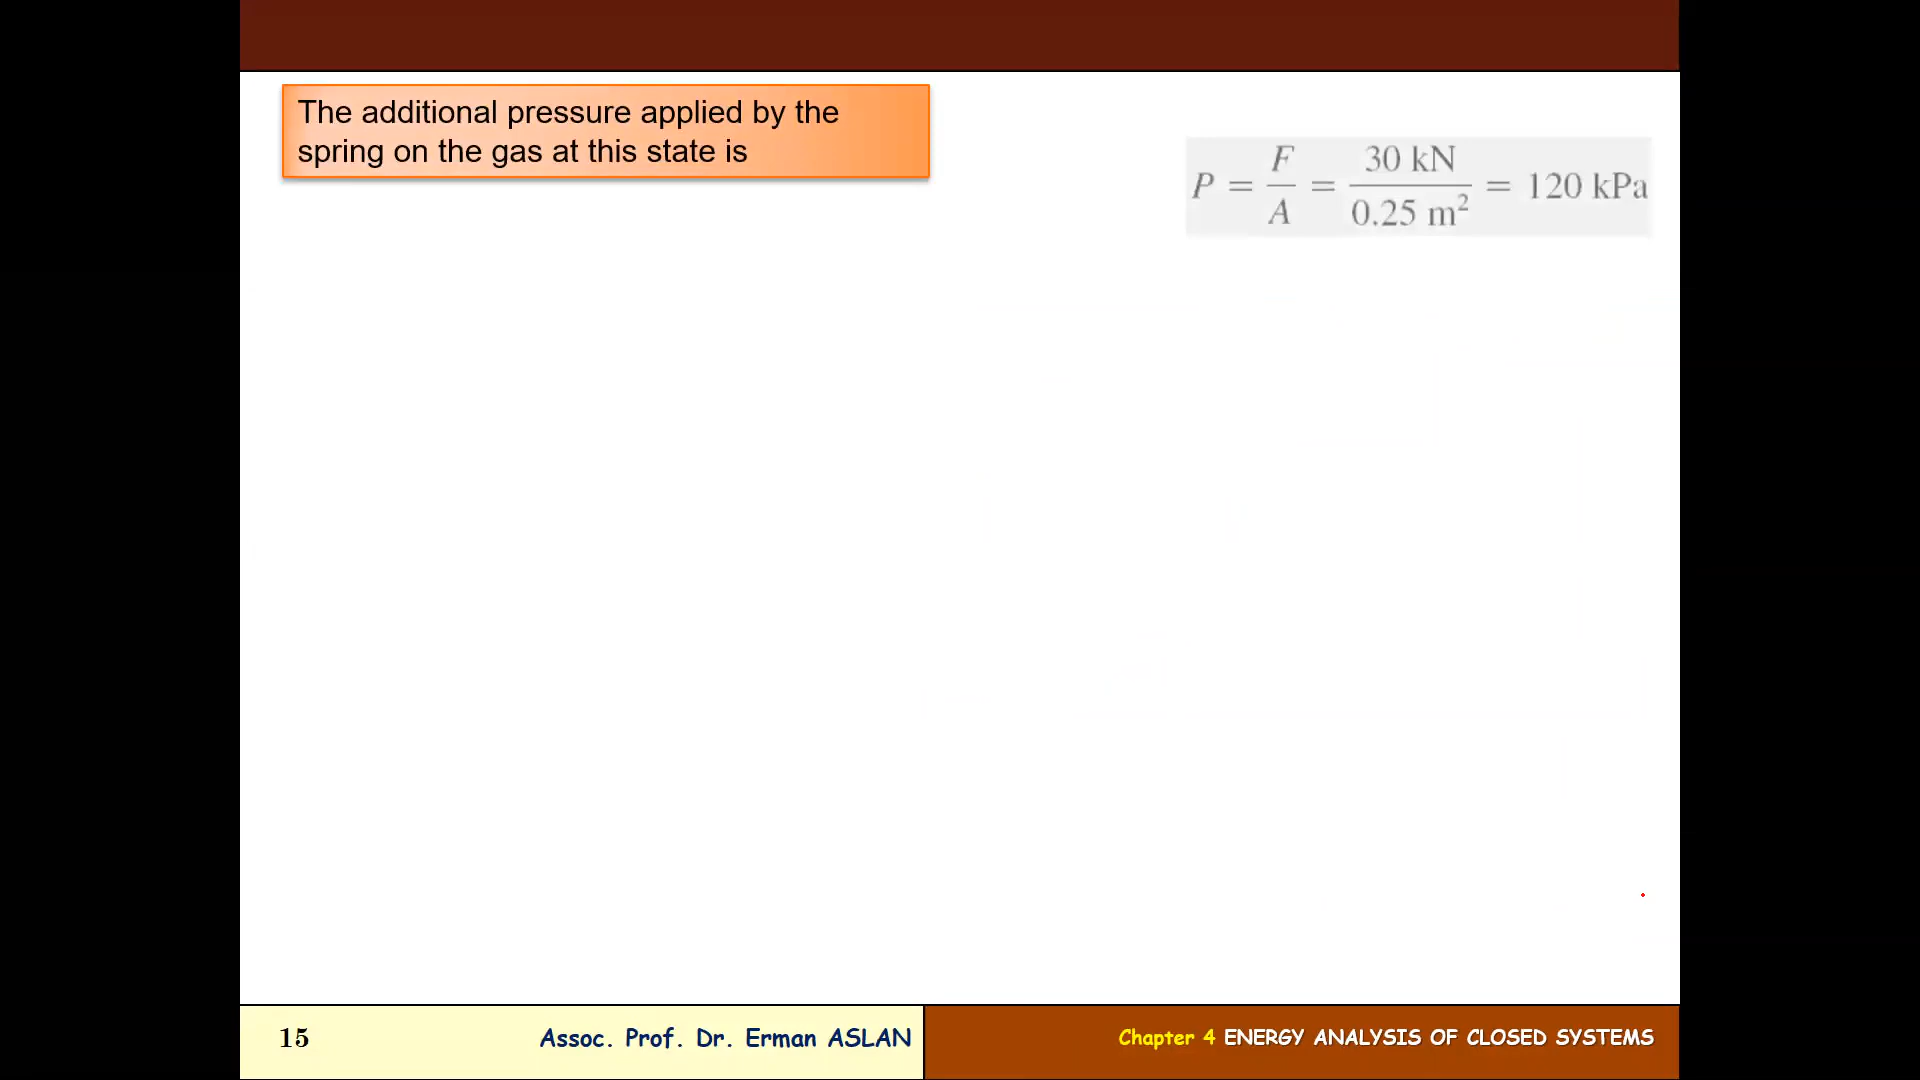 The additional pressure applied by the
spring on the gas at this state is
P = F/A = 30 kN/0.25 m² = 120 kPa
15
Assoc. Prof. Dr. Erman ASLAN
Chapter 4 ENERGY ANALYSIS OF CLOSED SYSTEMS